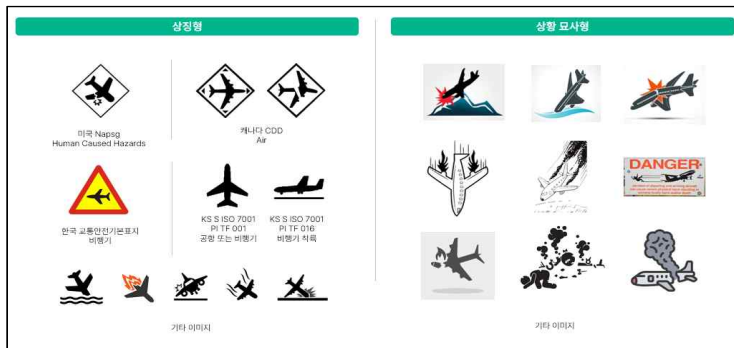 상징형
상황 묘사형
미국 Napsg
Human Caused Hazards
캐나다 CDD
Air
한국 교통안전기본표지
비행기
KS S ISO 7001
PI TF 001
공항 또는 비행기
KS S ISO 7001
PI TF 016
비행기 착륙
DANGER
기타 이미지
기타 이미지